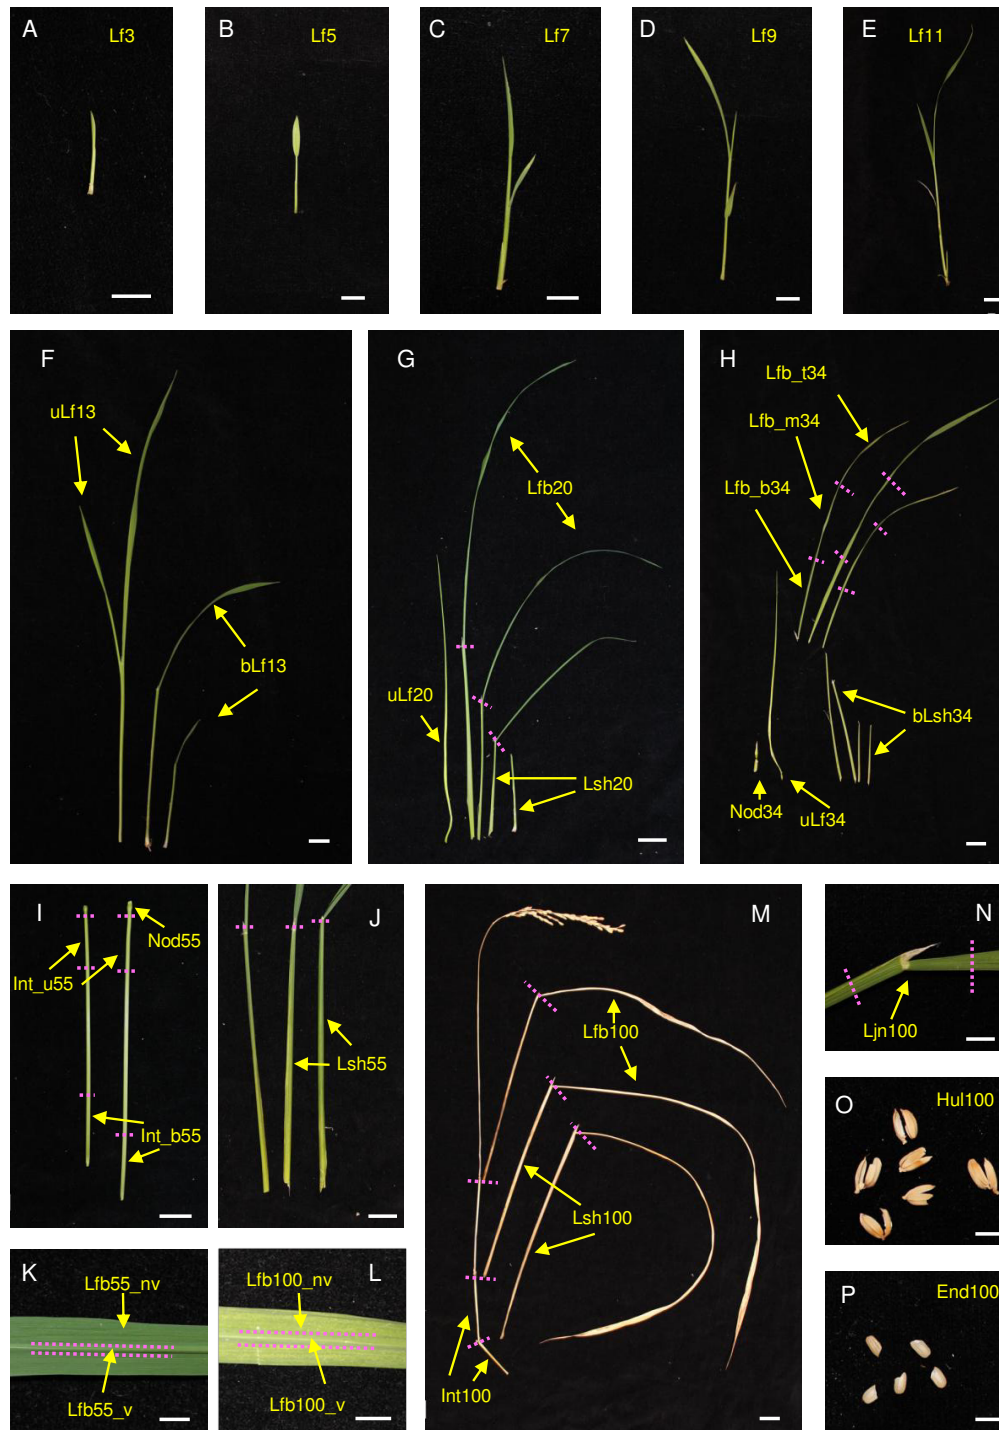 A
Lf3
B
Lf5
C
Lf7
D
Lf9
E
Lf11
F
uLf13
bLf13
G
Lfb20
uLf20
Lsh20
H
Lfb_t34
Lfb_m34
Lfb_b34
bLsh34
Nod34
uLf34
I
Nod55
Int_u55
Int_b55
J
Lsh55
K
Lfb55_nv
Lfb55_v
L
Lfb100_nv
Lfb100_v
M
Lfb100
Lsh100
Int100
N
Ljn100
O
Hul100
P
End100